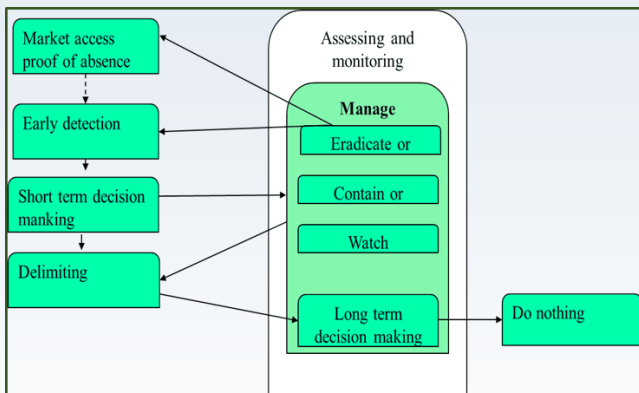 Market access
proof of absence
Early detection
Short term decision
manking
Delimiting
Assessing and
monitoring
Manage
Eradicate or
Contain or
Watch
Long term
decision making
Do nothing